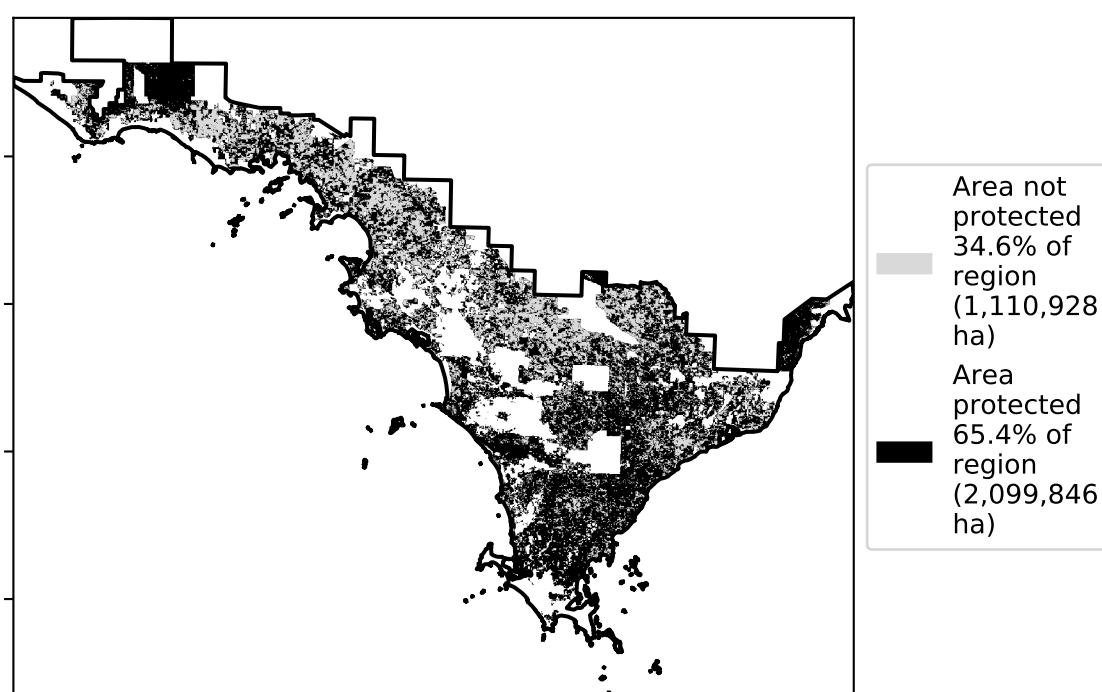 Area not
protected
34.6% of
region
(1,110,928
ha)
Area
protected
65.4% of
region
(2,099,846
ha)